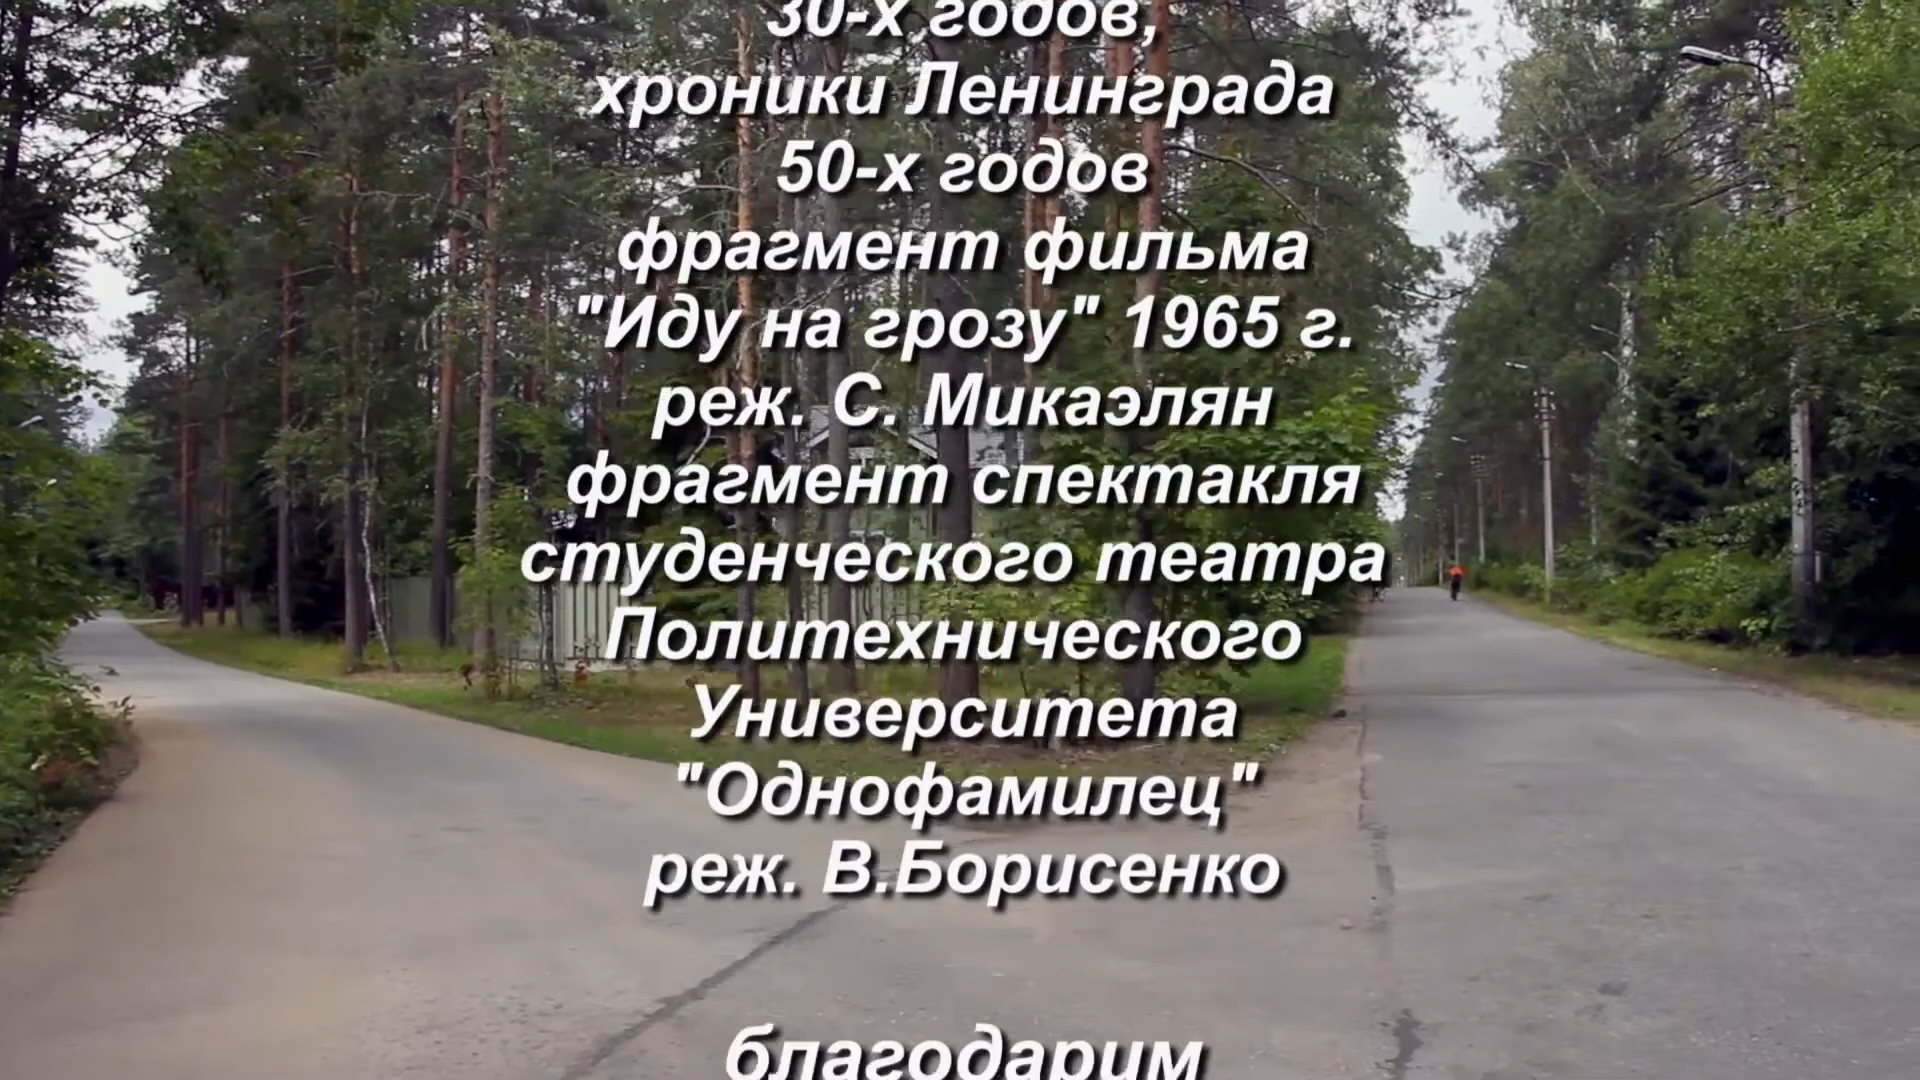 30-х годов,
хроники Ленинграда
50-х годов
фрагмент фильма
"Иду на грозу" 1965 г.
реж. С. Микаэлян
фрагмент спектакля
студенческого театра
Политехнического
Университета
"Однофамилец"
реж. В.Борисенко
благодарим